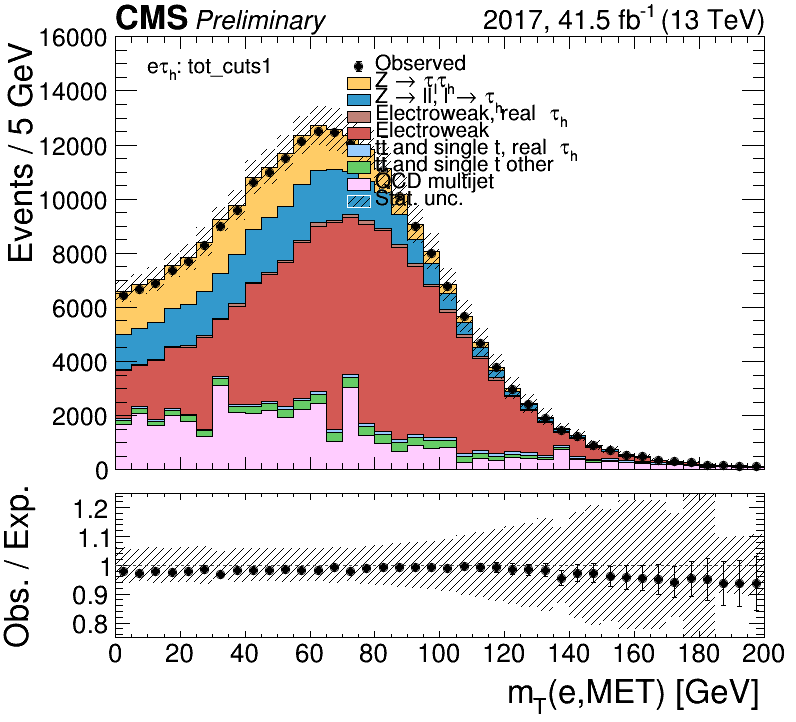 CMS Preliminary 2017, 41.5 fb⁻¹ (13 TeV)
eτₕ: tot_cuts1
Observed
Z → τₗτₕ
Z → ll, l → τₕ
Electroweak, real τₕ
Electroweak
tt and single t, real τₕ
tt and single t other
QCD multijet
Stat. unc.
Events / 5 GeV
16000
14000
12000
10000
8000
6000
4000
2000
0
Obs. / Exp.
1.2
1.1
1
0.9
0.8
0 20 40 60 80 100 120 140 160 180 200
m_T(e,MET) [GeV]